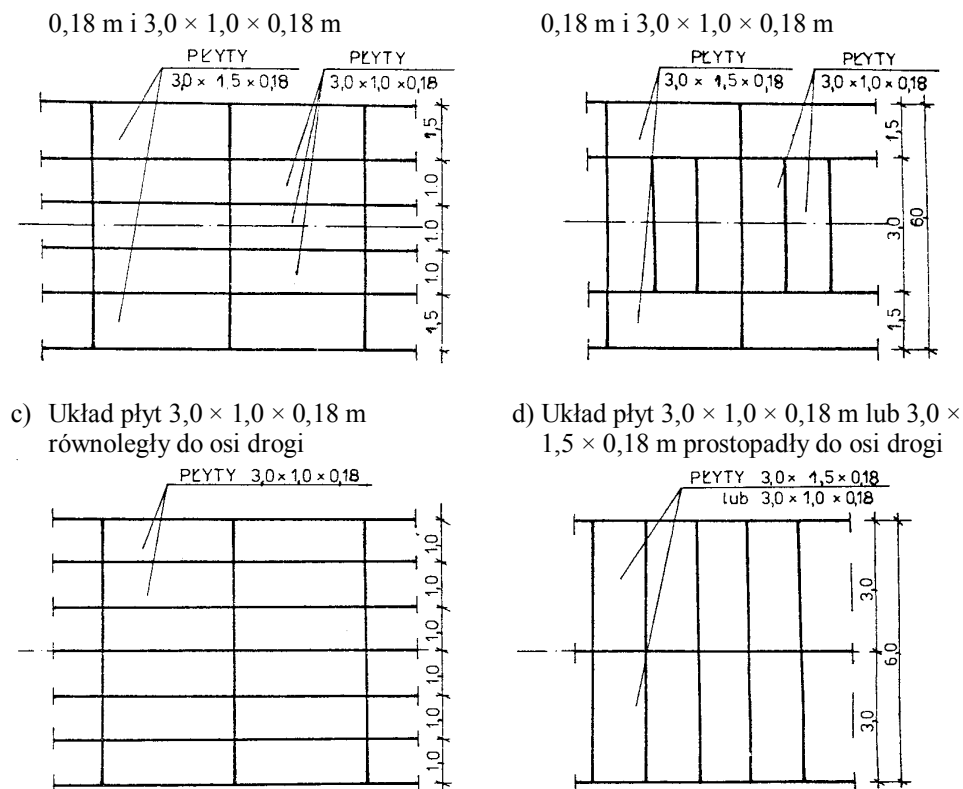 0,18 m i 3,0 × 1,0 × 0,18 m
PŁYTY
3,0 × 1,5 × 0,18
PŁYTY
3,0 × 1,0 × 0,18
1,5
1,0
1,0
1,0
1,5
0,18 m i 3,0 × 1,0 × 0,18 m
PŁYTY
3,0 × 1,5 × 0,18
PŁYTY
3,0 × 1,0 × 0,18
1,5
3,0
1,5
60
c) Układ płyt 3,0 × 1,0 × 0,18 m
równoległy do osi drogi
PŁYTY 3,0 × 1,0 × 0,18
1,0
1,0
1,0
1,0
1,0
1,0
d) Układ płyt 3,0 × 1,0 × 0,18 m lub 3,0 ×
1,5 × 0,18 m prostopadły do osi drogi
PŁYTY 3,0 × 1,5 × 0,18
lub 3,0 × 1,0 × 0,18
3,0
3,0
6,0